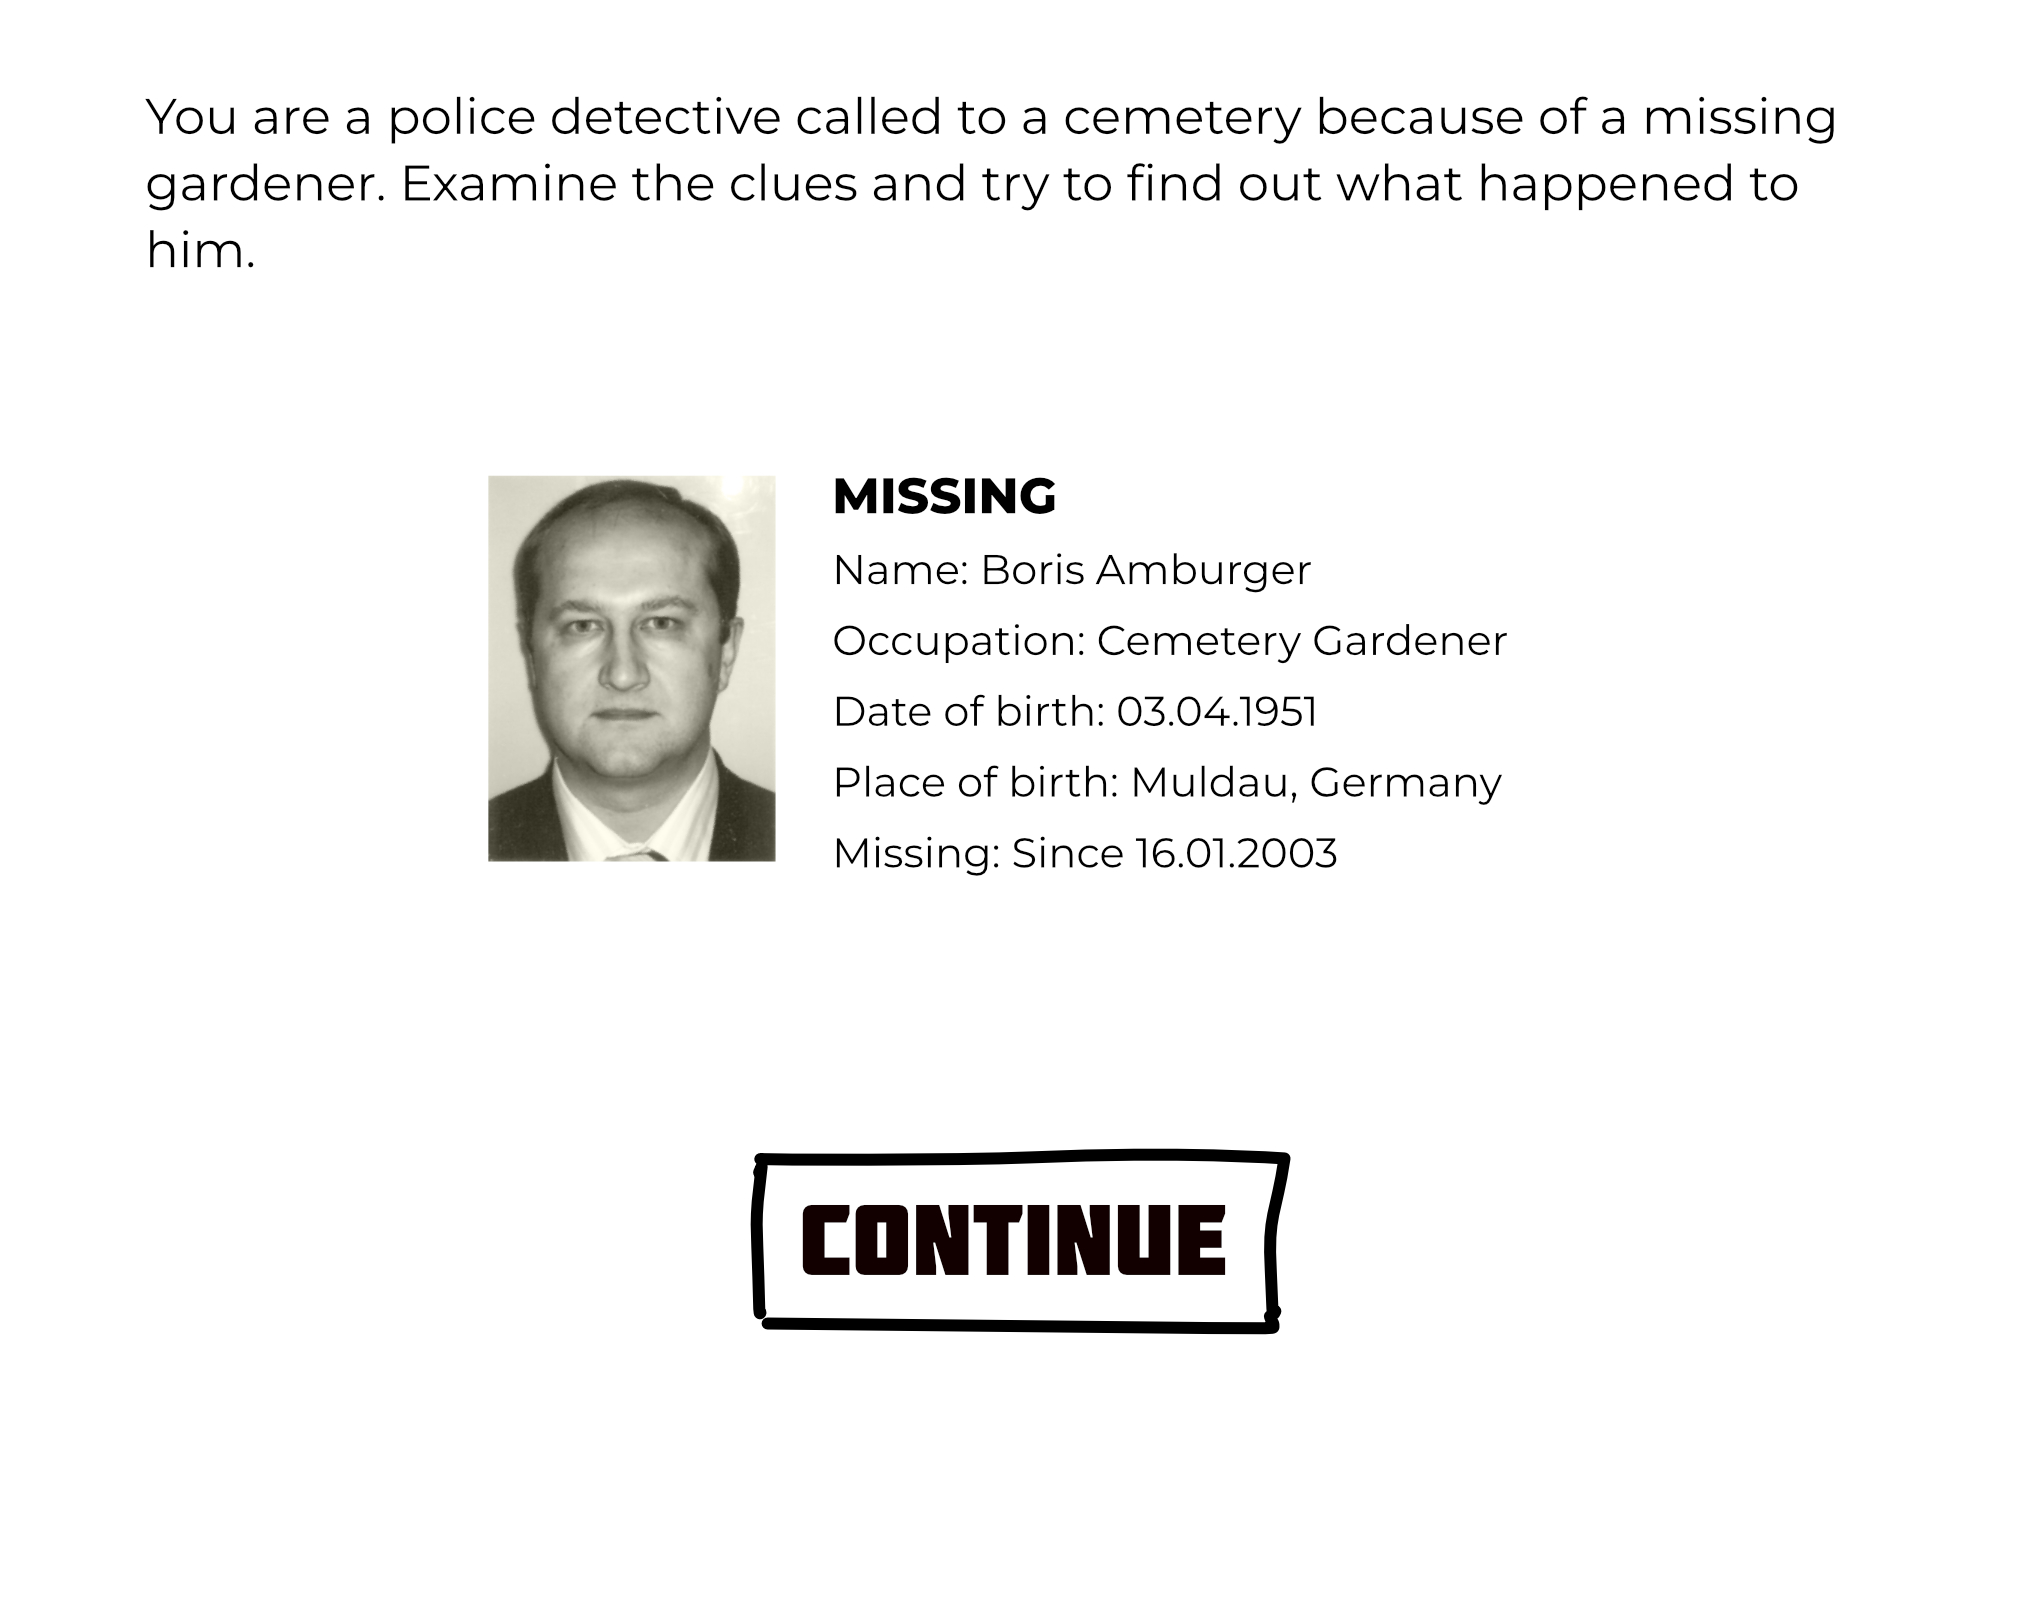 You are a police detective called to a cemetery because of a missing
gardener. Examine the clues and try to find out what happened to
him.
MISSING
Name: Boris Amburger
Occupation: Cemetery Gardener
Date of birth: 03.04.1951
Place of birth: Muldau, Germany
Missing: Since 16.01.2003
CONTINUE